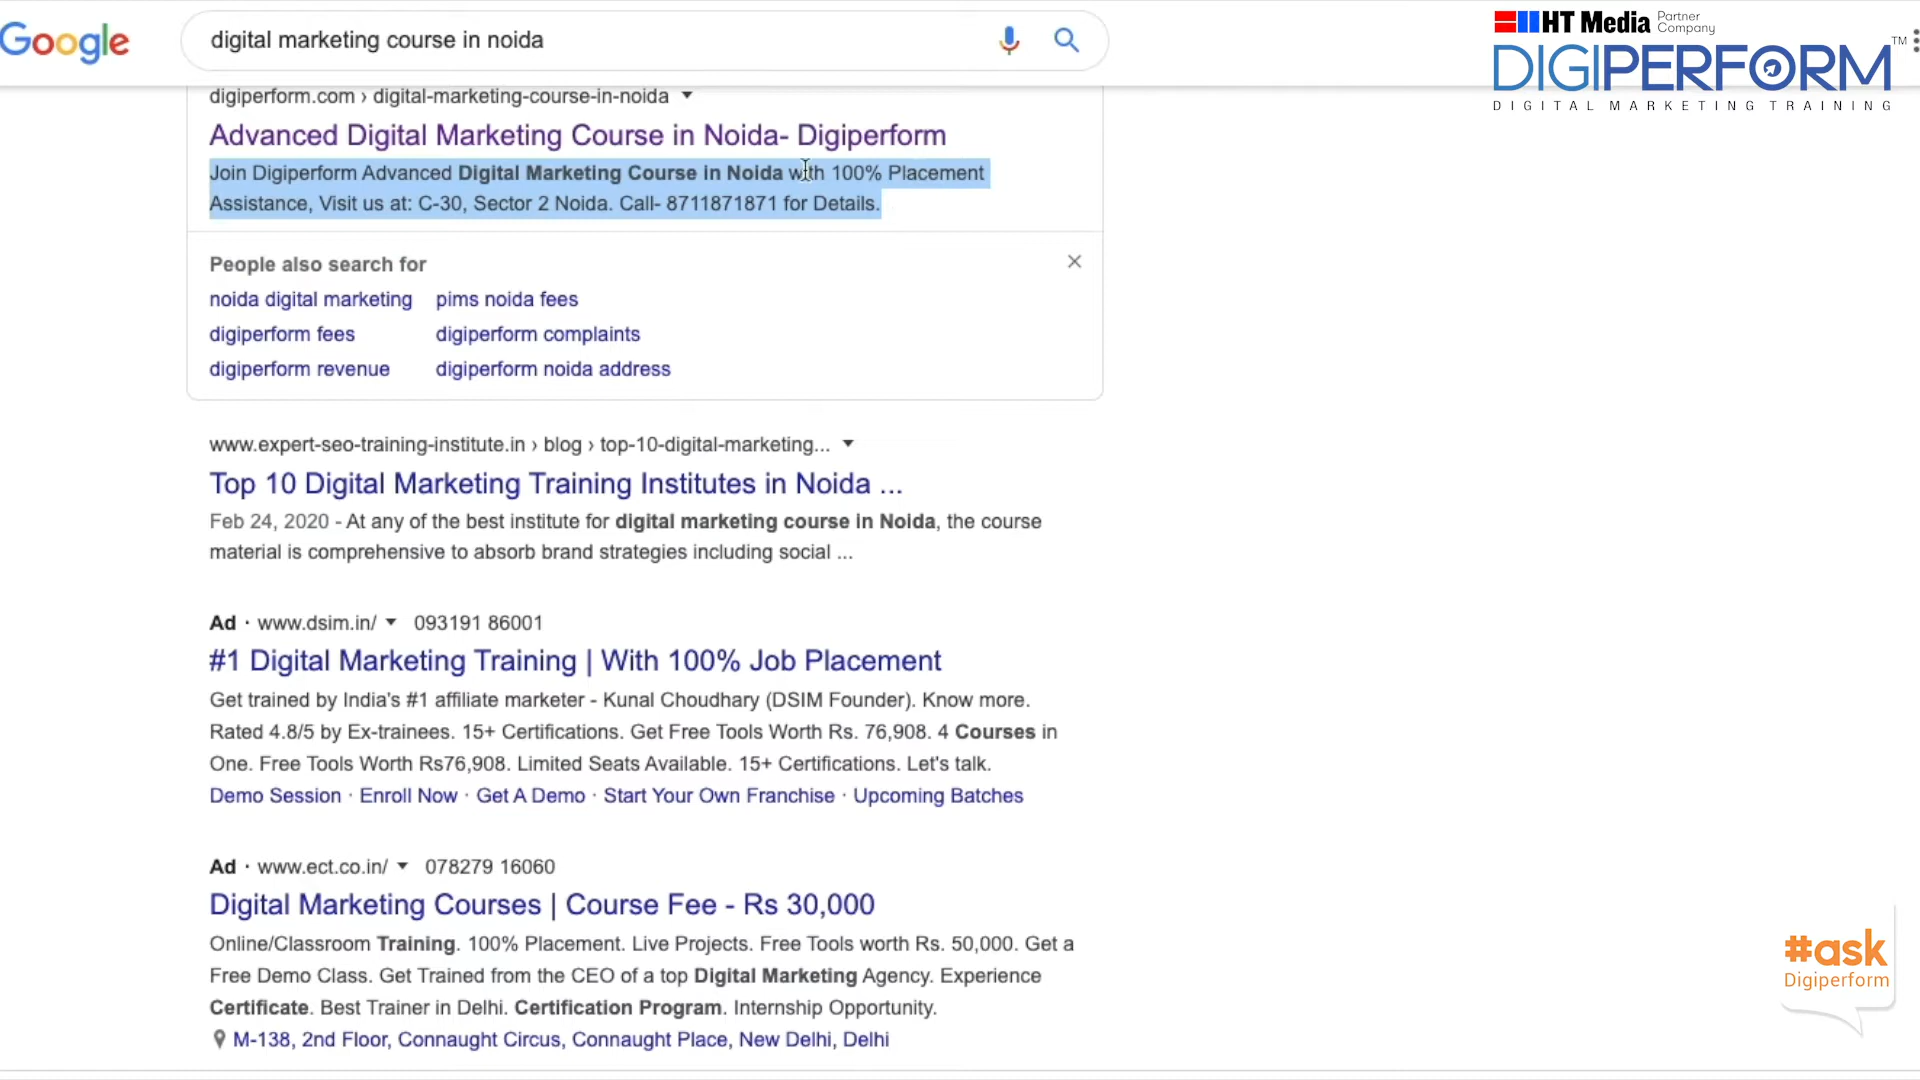 Google
digital marketing course in noida
HT Media Partner Company
DIGIPERFORM™
DIGITAL MARKETING TRAINING
digiperform.com › digital-marketing-course-in-noida
Advanced Digital Marketing Course in Noida- Digiperform
Join Digiperform Advanced Digital Marketing Course in Noida with 100% Placement
Assistance, Visit us at: C-30, Sector 2 Noida. Call- 8711871871 for Details.
People also search for
noida digital marketing
pims noida fees
digiperform fees
digiperform complaints
digiperform revenue
digiperform noida address
www.expert-seo-training-institute.in › blog › top-10-digital-marketing...
Top 10 Digital Marketing Training Institutes in Noida ...
Feb 24, 2020 - At any of the best institute for digital marketing course in Noida, the course
material is comprehensive to absorb brand strategies including social ...
Ad · www.dsim.in/ 093191 86001
#1 Digital Marketing Training | With 100% Job Placement
Get trained by India's #1 affiliate marketer - Kunal Choudhary (DSIM Founder). Know more.
Rated 4.8/5 by Ex-trainees. 15+ Certifications. Get Free Tools Worth Rs. 76,908. 4 Courses in
One. Free Tools Worth Rs76,908. Limited Seats Available. 15+ Certifications. Let's talk.
Demo Session · Enroll Now · Get A Demo · Start Your Own Franchise · Upcoming Batches
Ad · www.ect.co.in/ 078279 16060
Digital Marketing Courses | Course Fee - Rs 30,000
Online/Classroom Training. 100% Placement. Live Projects. Free Tools worth Rs. 50,000. Get a
Free Demo Class. Get Trained from the CEO of a top Digital Marketing Agency. Experience
Certificate. Best Trainer in Delhi. Certification Program. Internship Opportunity.
M-138, 2nd Floor, Connaught Circus, Connaught Place, New Delhi, Delhi
#ask
Digiperform